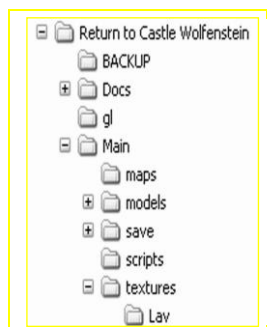 Return to Castle Wolfenstein
BACKUP
Docs
gl
Main
maps
models
save
scripts
textures
Lav